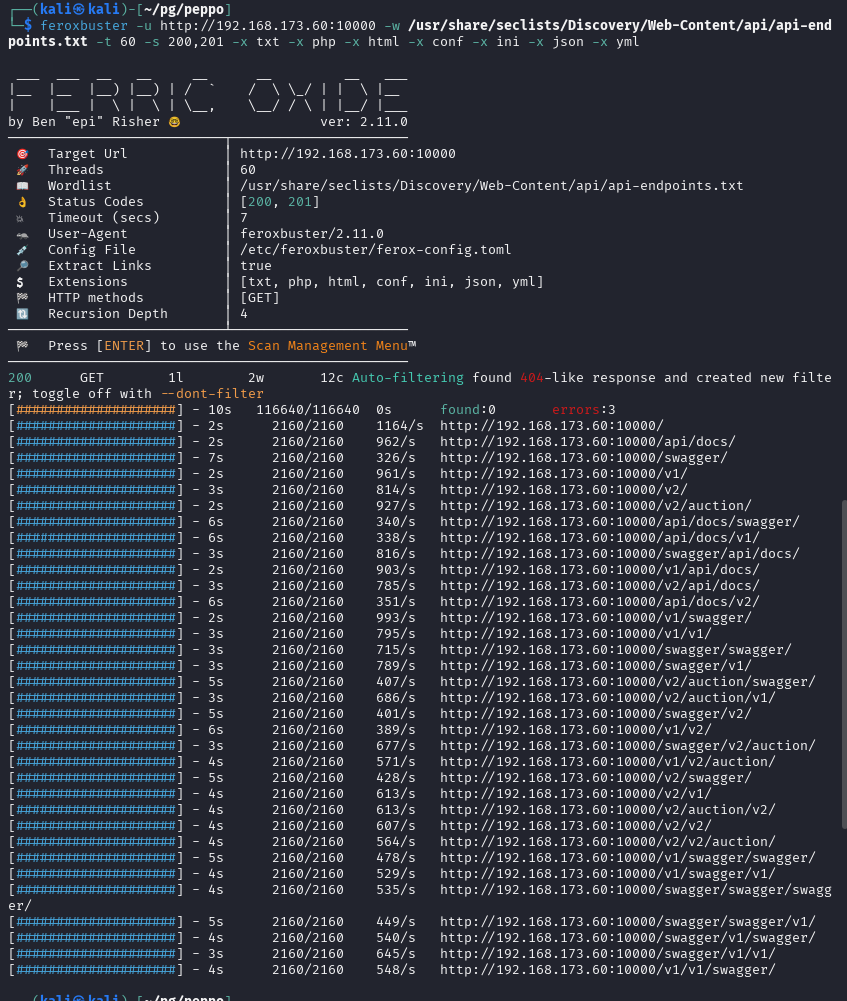 ┌──(kali㉿kali)-[~/pg/peppo]
└─$ feroxbuster -u http://192.168.173.60:10000 -w /usr/share/seclists/Discovery/Web-Content/api/api-end
points.txt -t 60 -s 200,201 -x txt -x php -x html -x conf -x ini -x json -x yml
 ___  ___  __   __     __      __         __   ___
|__  |__  |__) |__) | /  `    /  \ \_/ | |  \ |__
|    |___ |  \ |  \ | \__,    \__/ / \ | |__/ |___
by Ben "epi" Risher 🤓                 ver: 2.11.0
───────────────────────────┬──────────────────────
 🎯  Target Url            │ http://192.168.173.60:10000
 🚀  Threads               │ 60
 📖  Wordlist              │ /usr/share/seclists/Discovery/Web-Content/api/api-endpoints.txt
 👌  Status Codes          │ [200, 201]
 💥  Timeout (secs)        │ 7
 🦡  User-Agent            │ feroxbuster/2.11.0
 💉  Config File           │ /etc/feroxbuster/ferox-config.toml
 🔎  Extract Links         │ true
 💲  Extensions            │ [txt, php, html, conf, ini, json, yml]
 🏁  HTTP methods          │ [GET]
 🔃  Recursion Depth       │ 4
───────────────────────────┴──────────────────────
 🏁  Press [ENTER] to use the Scan Management Menu™
──────────────────────────────────────────────────
200      GET        1l        2w       12c Auto-filtering found 404-like response and created new filte
r; toggle off with --dont-filter
[####################] - 10s   116640/116640  0s      found:0       errors:3
[####################] - 2s      2160/2160    1164/s  http://192.168.173.60:10000/
[####################] - 2s      2160/2160    962/s   http://192.168.173.60:10000/api/docs/
[####################] - 7s      2160/2160    326/s   http://192.168.173.60:10000/swagger/
[####################] - 2s      2160/2160    961/s   http://192.168.173.60:10000/v1/
[####################] - 3s      2160/2160    814/s   http://192.168.173.60:10000/v2/
[####################] - 2s      2160/2160    927/s   http://192.168.173.60:10000/v2/auction/
[####################] - 6s      2160/2160    340/s   http://192.168.173.60:10000/api/docs/swagger/
[####################] - 6s      2160/2160    338/s   http://192.168.173.60:10000/api/docs/v1/
[####################] - 3s      2160/2160    816/s   http://192.168.173.60:10000/swagger/api/docs/
[####################] - 2s      2160/2160    903/s   http://192.168.173.60:10000/v1/api/docs/
[####################] - 3s      2160/2160    785/s   http://192.168.173.60:10000/v2/api/docs/
[####################] - 6s      2160/2160    351/s   http://192.168.173.60:10000/api/docs/v2/
[####################] - 2s      2160/2160    993/s   http://192.168.173.60:10000/v1/swagger/
[####################] - 3s      2160/2160    795/s   http://192.168.173.60:10000/v1/v1/
[####################] - 3s      2160/2160    715/s   http://192.168.173.60:10000/swagger/swagger/
[####################] - 3s      2160/2160    789/s   http://192.168.173.60:10000/swagger/v1/
[####################] - 5s      2160/2160    407/s   http://192.168.173.60:10000/v2/auction/swagger/
[####################] - 3s      2160/2160    686/s   http://192.168.173.60:10000/v2/auction/v1/
[####################] - 5s      2160/2160    401/s   http://192.168.173.60:10000/swagger/v2/
[####################] - 6s      2160/2160    389/s   http://192.168.173.60:10000/v1/v2/
[####################] - 3s      2160/2160    677/s   http://192.168.173.60:10000/swagger/v2/auction/
[####################] - 4s      2160/2160    571/s   http://192.168.173.60:10000/v1/v2/auction/
[####################] - 5s      2160/2160    428/s   http://192.168.173.60:10000/v2/swagger/
[####################] - 4s      2160/2160    613/s   http://192.168.173.60:10000/v2/v1/
[####################] - 4s      2160/2160    613/s   http://192.168.173.60:10000/v2/auction/v2/
[####################] - 4s      2160/2160    607/s   http://192.168.173.60:10000/v2/v2/
[####################] - 4s      2160/2160    564/s   http://192.168.173.60:10000/v2/v2/auction/
[####################] - 5s      2160/2160    478/s   http://192.168.173.60:10000/v1/swagger/swagger/
[####################] - 4s      2160/2160    529/s   http://192.168.173.60:10000/v1/swagger/v1/
[####################] - 4s      2160/2160    535/s   http://192.168.173.60:10000/swagger/swagger/swagg
er/
[####################] - 5s      2160/2160    449/s   http://192.168.173.60:10000/swagger/swagger/v1/
[####################] - 4s      2160/2160    540/s   http://192.168.173.60:10000/swagger/v1/swagger/
[####################] - 3s      2160/2160    645/s   http://192.168.173.60:10000/swagger/v1/v1/
[####################] - 4s      2160/2160    548/s   http://192.168.173.60:10000/v1/v1/swagger/
┌──(kali㉿kali)-[~/pg/peppo]